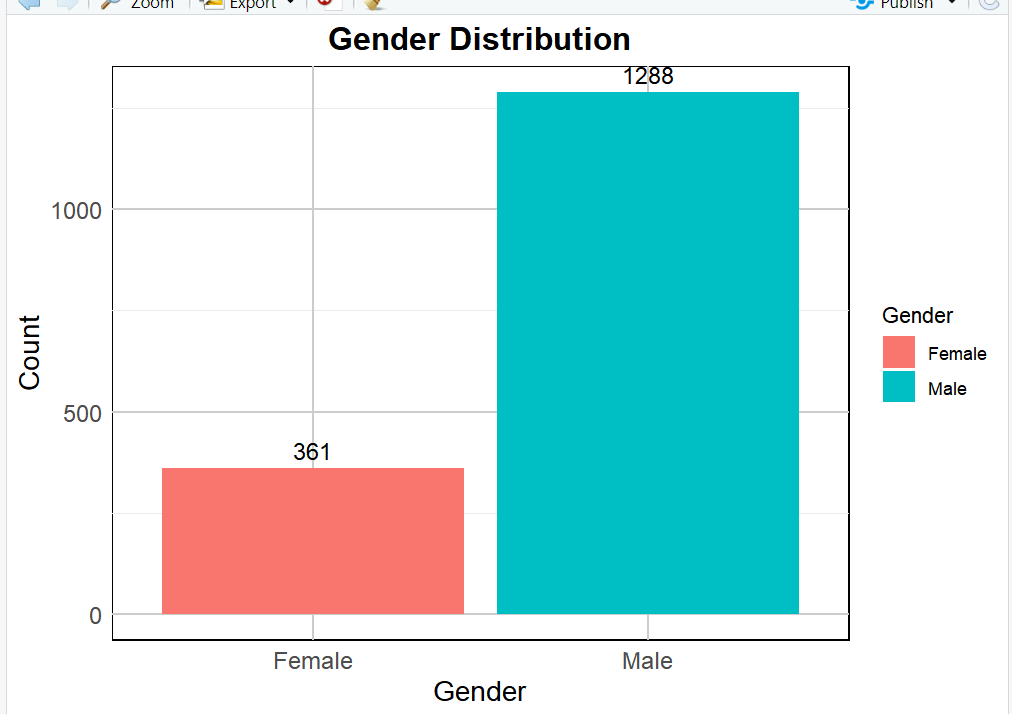 Zoom Export Publish
Gender Distribution
1288
1000
Count
Gender
Female
Male
500
361
0
Female Male
Gender